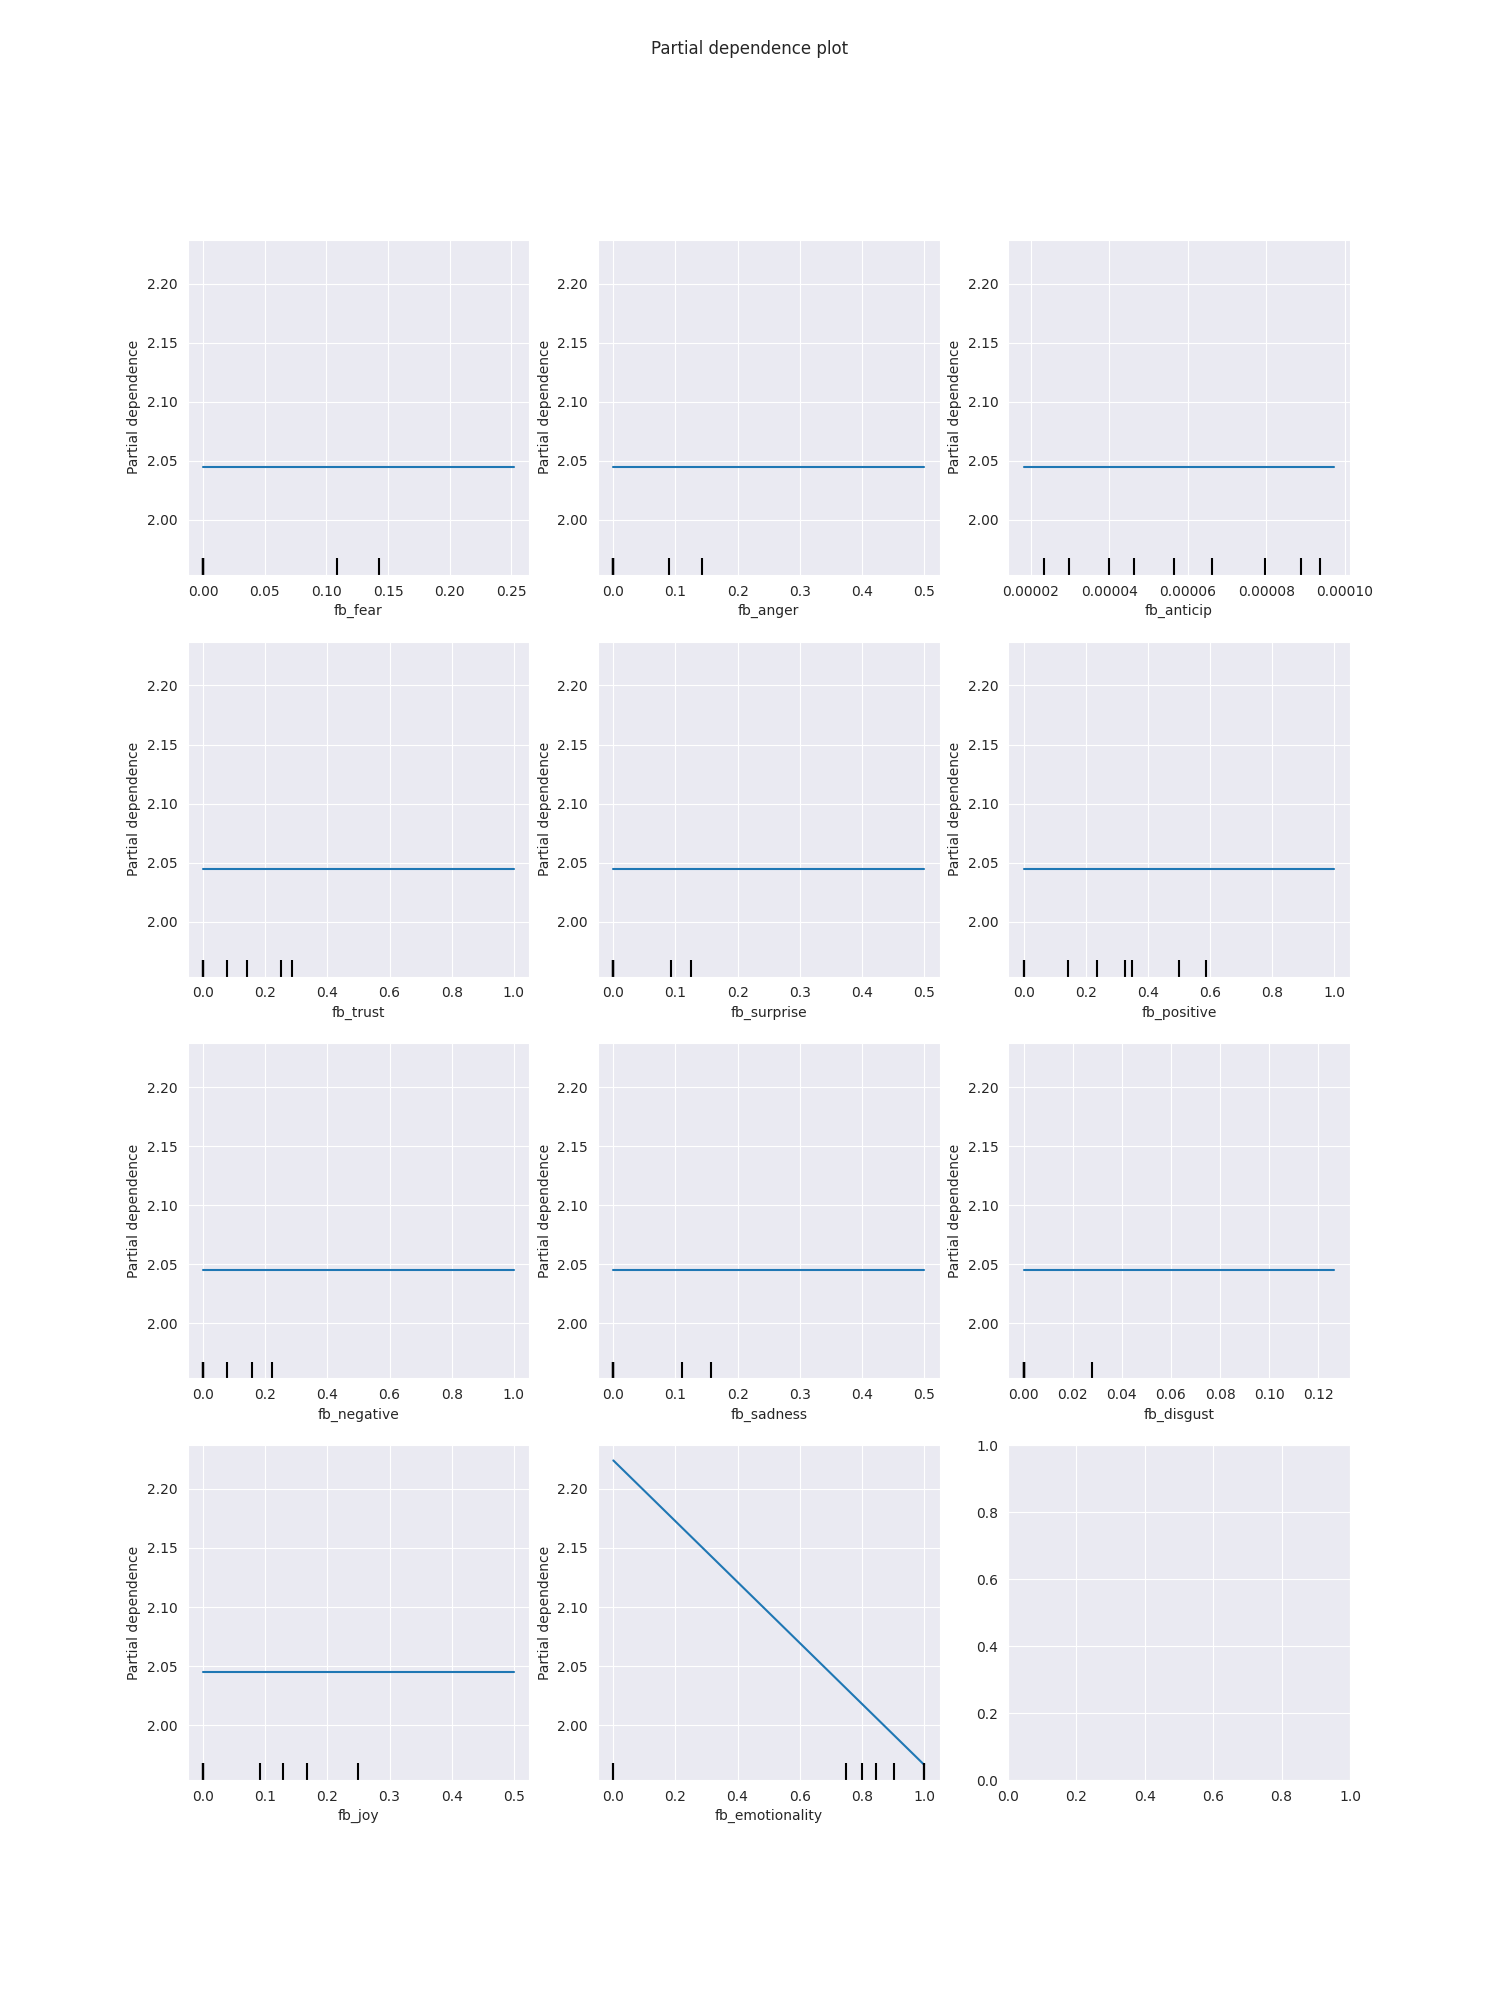 Partial dependence plot
2.20 2.20 2.20
2.15 2.15 2.15
2.10 2.10 2.10
2.05 2.05 2.05
2.00 2.00 2.00
Partial dependence Partial dependence Partial dependence
0.00 0.05 0.10 0.15 0.20 0.25 0.0 0.1 0.2 0.3 0.4 0.5 0.00002 0.00004 0.00006 0.00008 0.00010
fb_fear fb_anger fb_anticip
2.20 2.20 2.20
2.15 2.15 2.15
2.10 2.10 2.10
2.05 2.05 2.05
2.00 2.00 2.00
Partial dependence Partial dependence Partial dependence
0.0 0.2 0.4 0.6 0.8 1.0 0.0 0.1 0.2 0.3 0.4 0.5 0.0 0.2 0.4 0.6 0.8 1.0
fb_trust fb_surprise fb_positive
2.20 2.20 2.20
2.15 2.15 2.15
2.10 2.10 2.10
2.05 2.05 2.05
2.00 2.00 2.00
Partial dependence Partial dependence Partial dependence
0.0 0.2 0.4 0.6 0.8 1.0 0.0 0.1 0.2 0.3 0.4 0.5 0.00 0.02 0.04 0.06 0.08 0.10 0.12
fb_negative fb_sadness fb_disgust
2.20 2.20 1.0
2.15 2.15 0.8
2.10 2.10 0.6
2.05 2.05 0.4
2.00 2.00 0.2
0.0
Partial dependence Partial dependence
0.0 0.1 0.2 0.3 0.4 0.5 0.0 0.2 0.4 0.6 0.8 1.0 0.0 0.2 0.4 0.6 0.8 1.0
fb_joy fb_emotionality